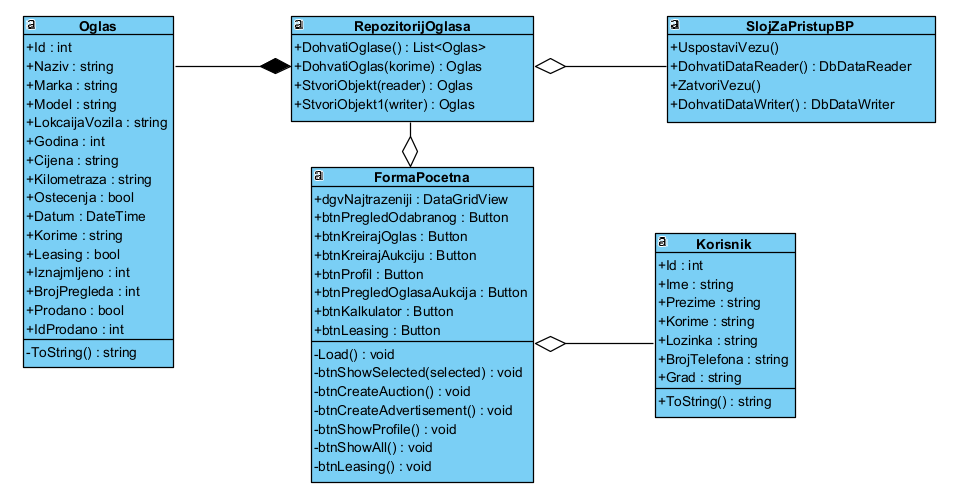 a
Oglas
+Id : int
+Naziv : string
+Marka : string
+Model : string
+LokcaijaVozila : string
+Godina : int
+Cijena : string
+Kilometraza : string
+Ostecenja : bool
+Datum : DateTime
+Korime : string
+Leasing : bool
+Iznajmljeno : int
+BrojPregleda : int
+Prodano : bool
+IdProdano : int
-ToString() : string
a
RepozitorijOglasa
+DohvatiOglase() : List<Oglas>
+DohvatiOglas(korime) : Oglas
+StvoriObjekt(reader) : Oglas
+StvoriObjekt1(writer) : Oglas
a
SlojZaPristupBP
+UspostaviVezu()
+DohvatiDataReader() : DbDataReader
+ZatvoriVezu()
+DohvatiDataWriter() : DbDataWriter
a
FormaPocetna
+dgvNajtrazeniji : DataGridView
+btnPregledOdabranog : Button
+btnKreirajOglas : Button
+btnKreirajAukciju : Button
+btnProfil : Button
+btnPregledOglasaAukcija : Button
+btnKalkulator : Button
+btnLeasing : Button
-Load() : void
-btnShowSelected(selected) : void
-btnCreateAuction() : void
-btnCreateAdvertisement() : void
-btnShowProfile() : void
-btnShowAll() : void
-btnLeasing() : void
a
Korisnik
+Id : int
+Ime : string
+Prezime : string
+Korime : string
+Lozinka : string
+BrojTelefona : string
+Grad : string
+ToString() : string